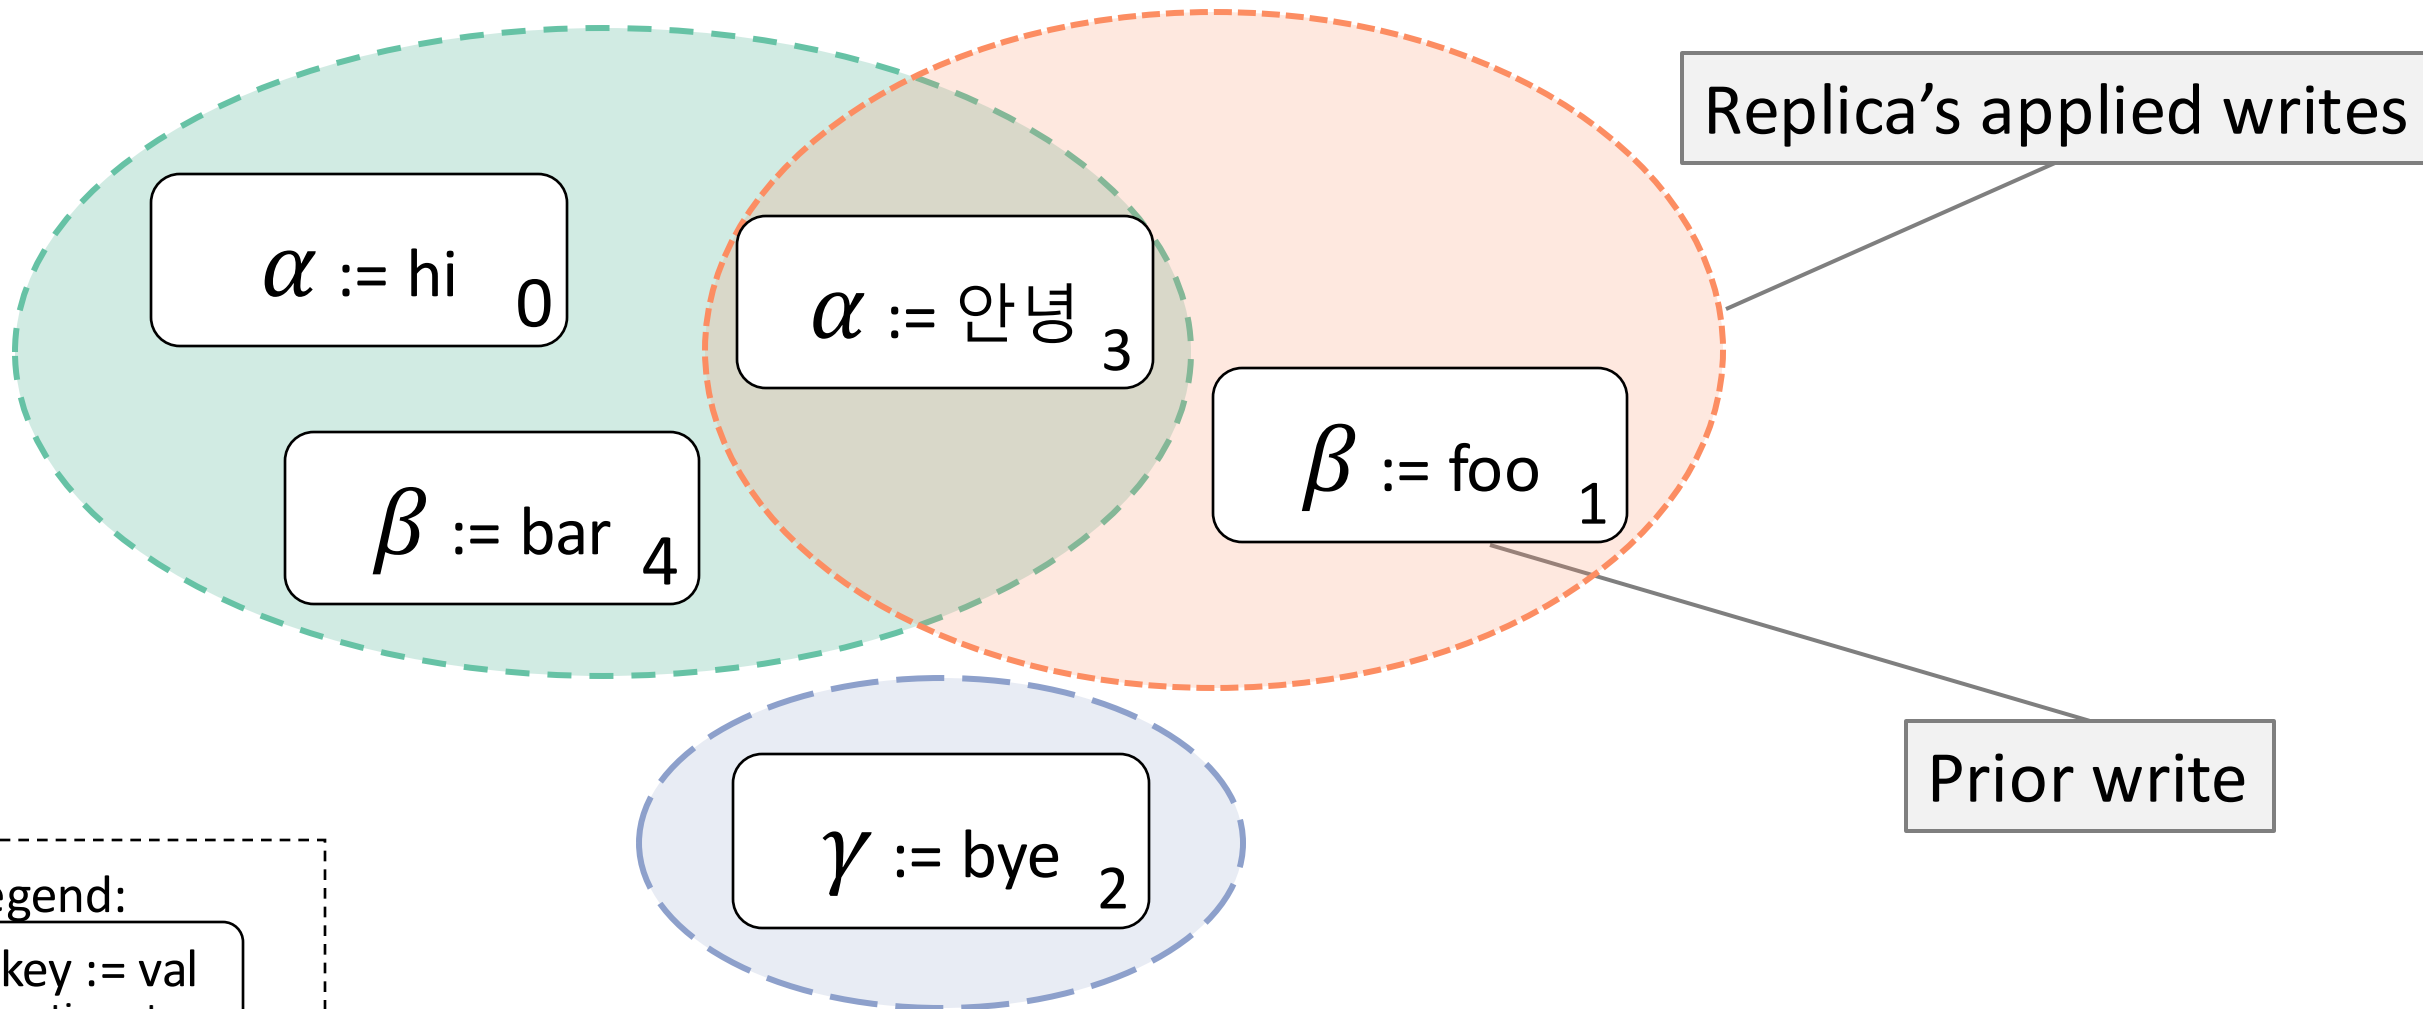 Replica’s applied writes
α := hi 0
α := 안녕 3
β := foo 1
β := bar 4
Prior write
γ := bye 2
egend:
key := val